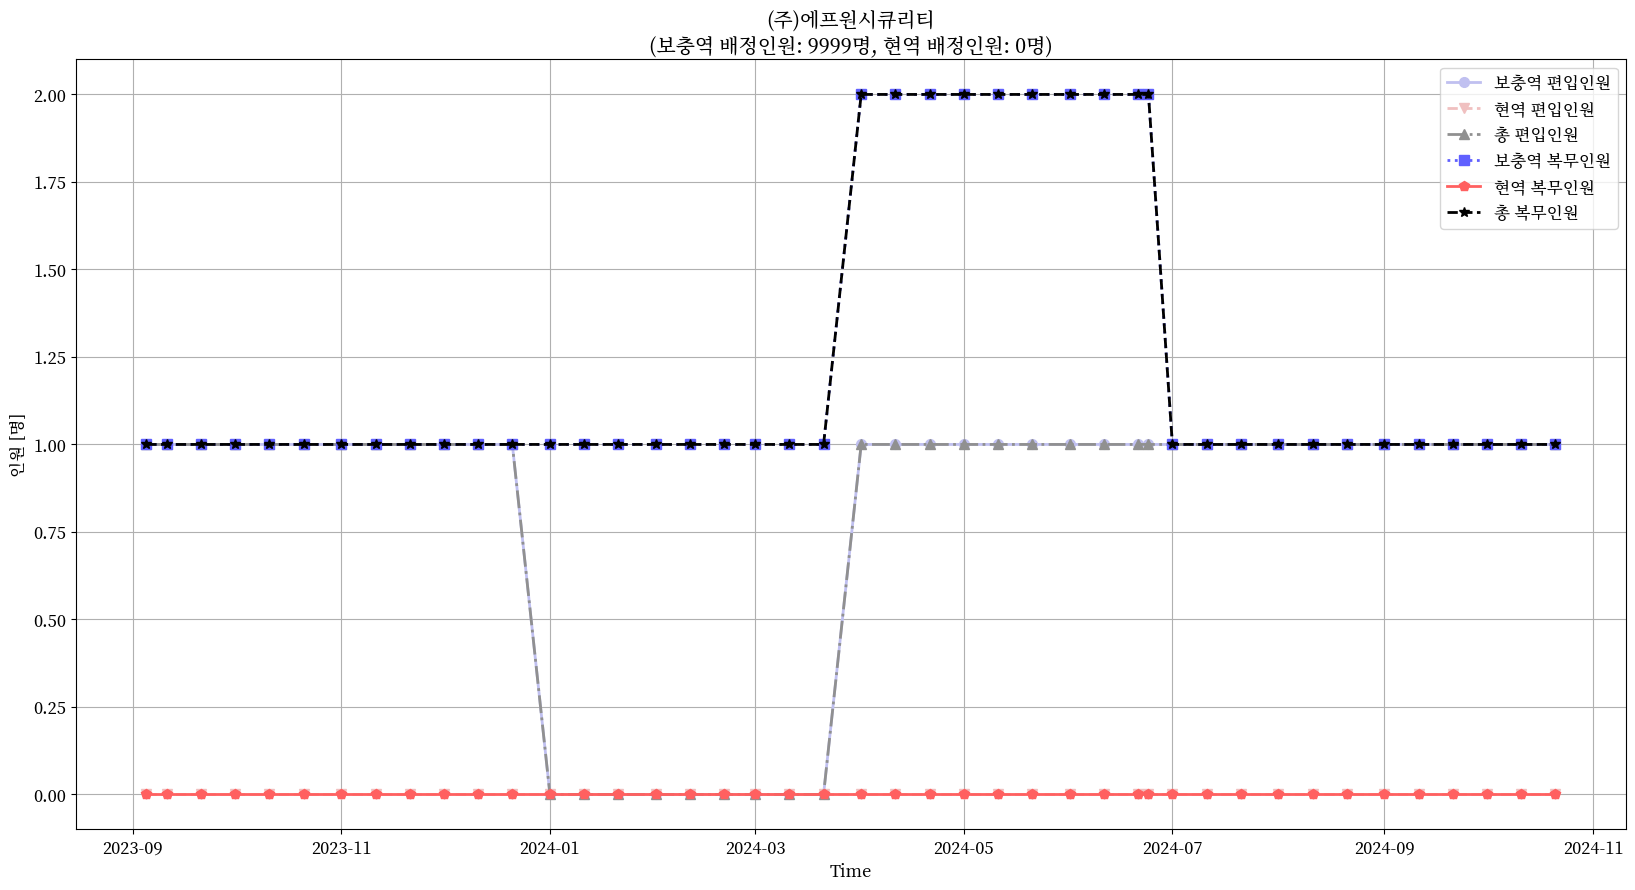 (주)에프원시큐리티
(보충역 배정인원: 9999명, 현역 배정인원: 0명)
보충역 편입인원
현역 편입인원
총 편입인원
보충역 복무인원
현역 복무인원
총 복무인원
인원 [명]
2.00
1.75
1.50
1.25
1.00
0.75
0.50
0.25
0.00
2023-09
2023-11
2024-01
2024-03
2024-05
2024-07
2024-09
2024-11
Time